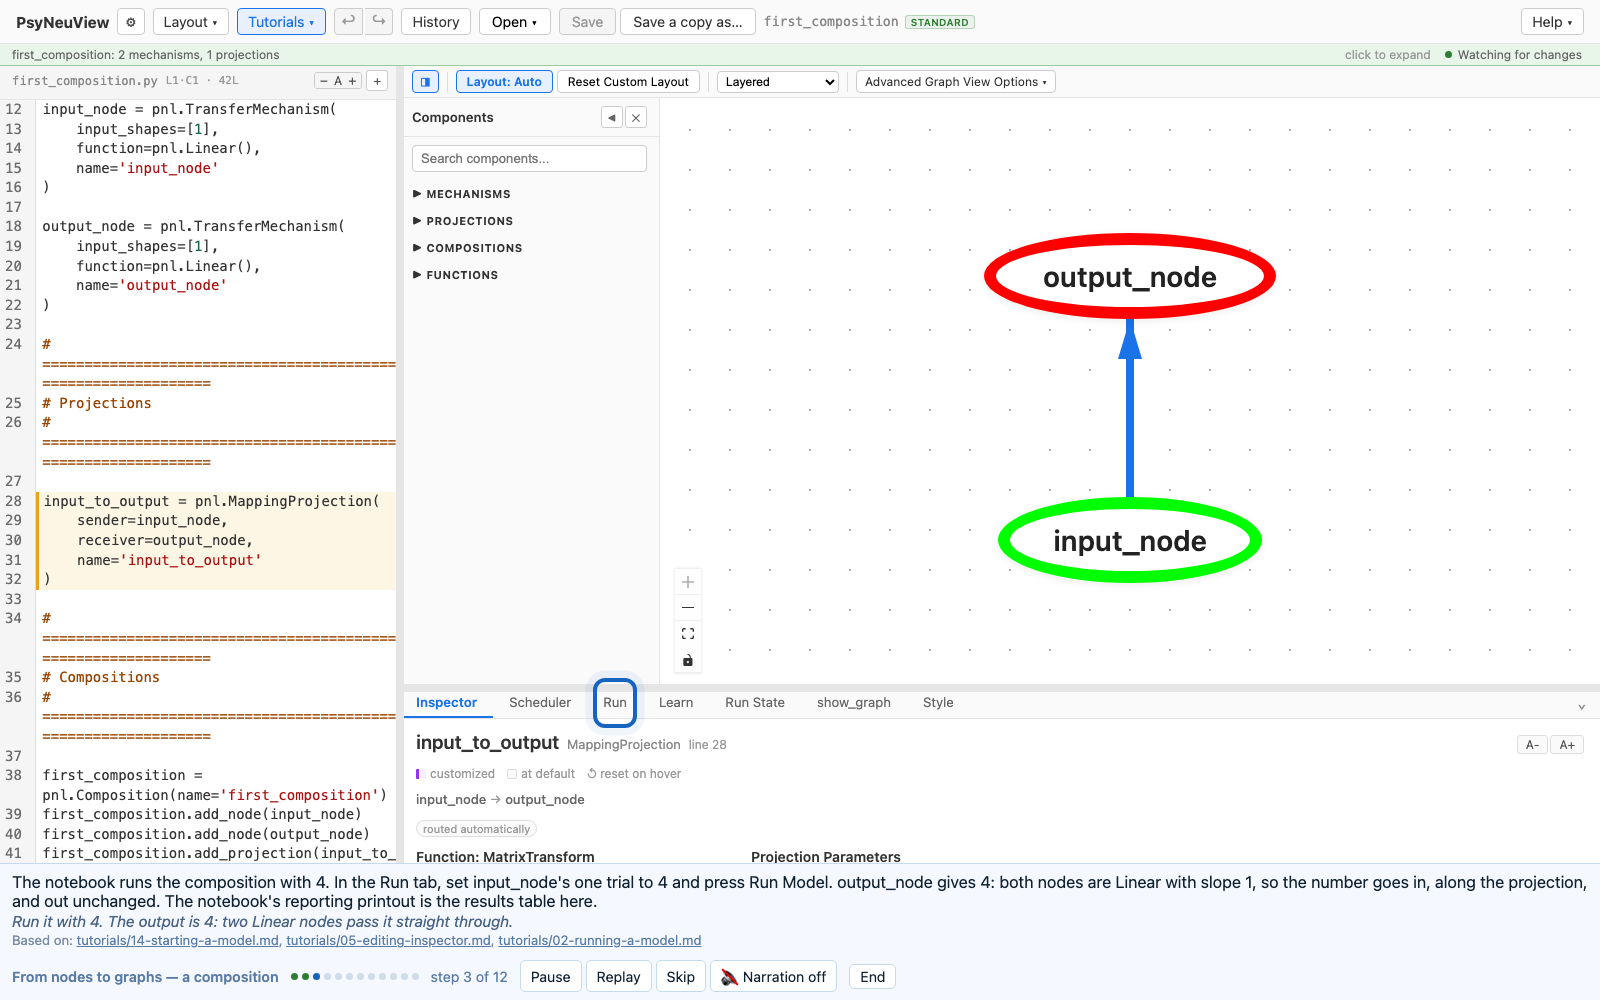 PsyNeuView ⚙ Layout ▾ Tutorials ▾ ↩ ↪ History Open ▾ Save Save a copy as... first_composition STANDARD Help ▾
first_composition: 2 mechanisms, 1 projections click to expand ● Watching for changes
first_composition.py L1:C1 · 42L − A + +
Layout: Auto Reset Custom Layout Layered Advanced Graph View Options ▾
12 input_node = pnl.TransferMechanism(
13 input_shapes=[1],
14 function=pnl.Linear(),
15 name='input_node'
16 )
17
18 output_node = pnl.TransferMechanism(
19 input_shapes=[1],
20 function=pnl.Linear(),
21 name='output_node'
22 )
23
24 #
==========================================
====================
25 # Projections
26 #
==========================================
====================
27
28 input_to_output = pnl.MappingProjection(
29 sender=input_node,
30 receiver=output_node,
31 name='input_to_output'
32 )
33
34 #
==========================================
====================
35 # Compositions
36 #
==========================================
====================
37
38 first_composition =
pnl.Composition(name='first_composition')
39 first_composition.add_node(input_node)
40 first_composition.add_node(output_node)
41 first_composition.add_projection(input_to_
Components ◀ ×
Search components...
▶ MECHANISMS
▶ PROJECTIONS
▶ COMPOSITIONS
▶ FUNCTIONS
output_node
input_node
Inspector Scheduler Run Learn Run State show_graph Style
input_to_output MappingProjection line 28 A- A+
customized at default ↺ reset on hover
input_node → output_node
routed automatically
Function: MatrixTransform Projection Parameters
The notebook runs the composition with 4. In the Run tab, set input_node's one trial to 4 and press Run Model. output_node gives 4: both nodes are Linear with slope 1, so the number goes in, along the projection,
and out unchanged. The notebook's reporting printout is the results table here.
Run it with 4. The output is 4: two Linear nodes pass it straight through.
Based on: tutorials/14-starting-a-model.md, tutorials/05-editing-inspector.md, tutorials/02-running-a-model.md
From nodes to graphs — a composition step 3 of 12 Pause Replay Skip Narration off End